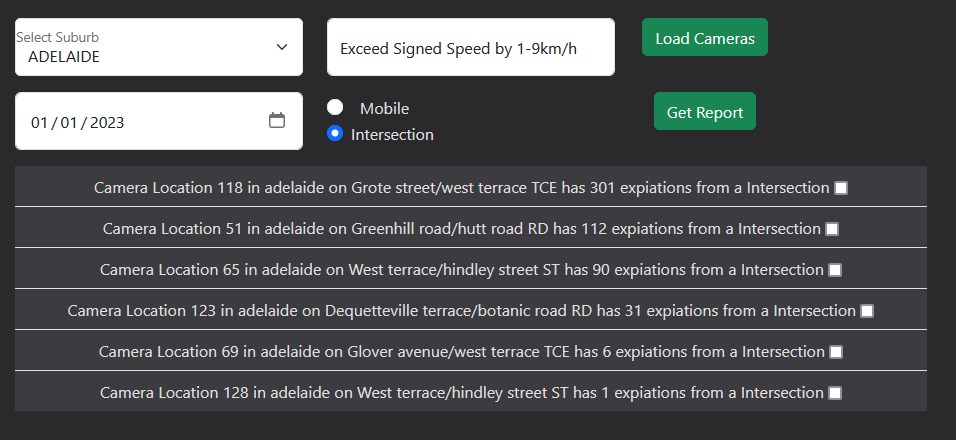 Select Suburb
ADELAIDE
Exceed Signed Speed by 1-9km/h
Load Cameras
01/01/2023
Mobile
Intersection
Get Report
Camera Location 118 in adelaide on Grote street/west terrace TCE has 301 expiations from a Intersection
Camera Location 51 in adelaide on Greenhill road/hutt road RD has 112 expiations from a Intersection
Camera Location 65 in adelaide on West terrace/hindley street ST has 90 expiations from a Intersection
Camera Location 123 in adelaide on Dequetteville terrace/botanic road RD has 31 expiations from a Intersection
Camera Location 69 in adelaide on Glover avenue/west terrace TCE has 6 expiations from a Intersection
Camera Location 128 in adelaide on West terrace/hindley street ST has 1 expiations from a Intersection